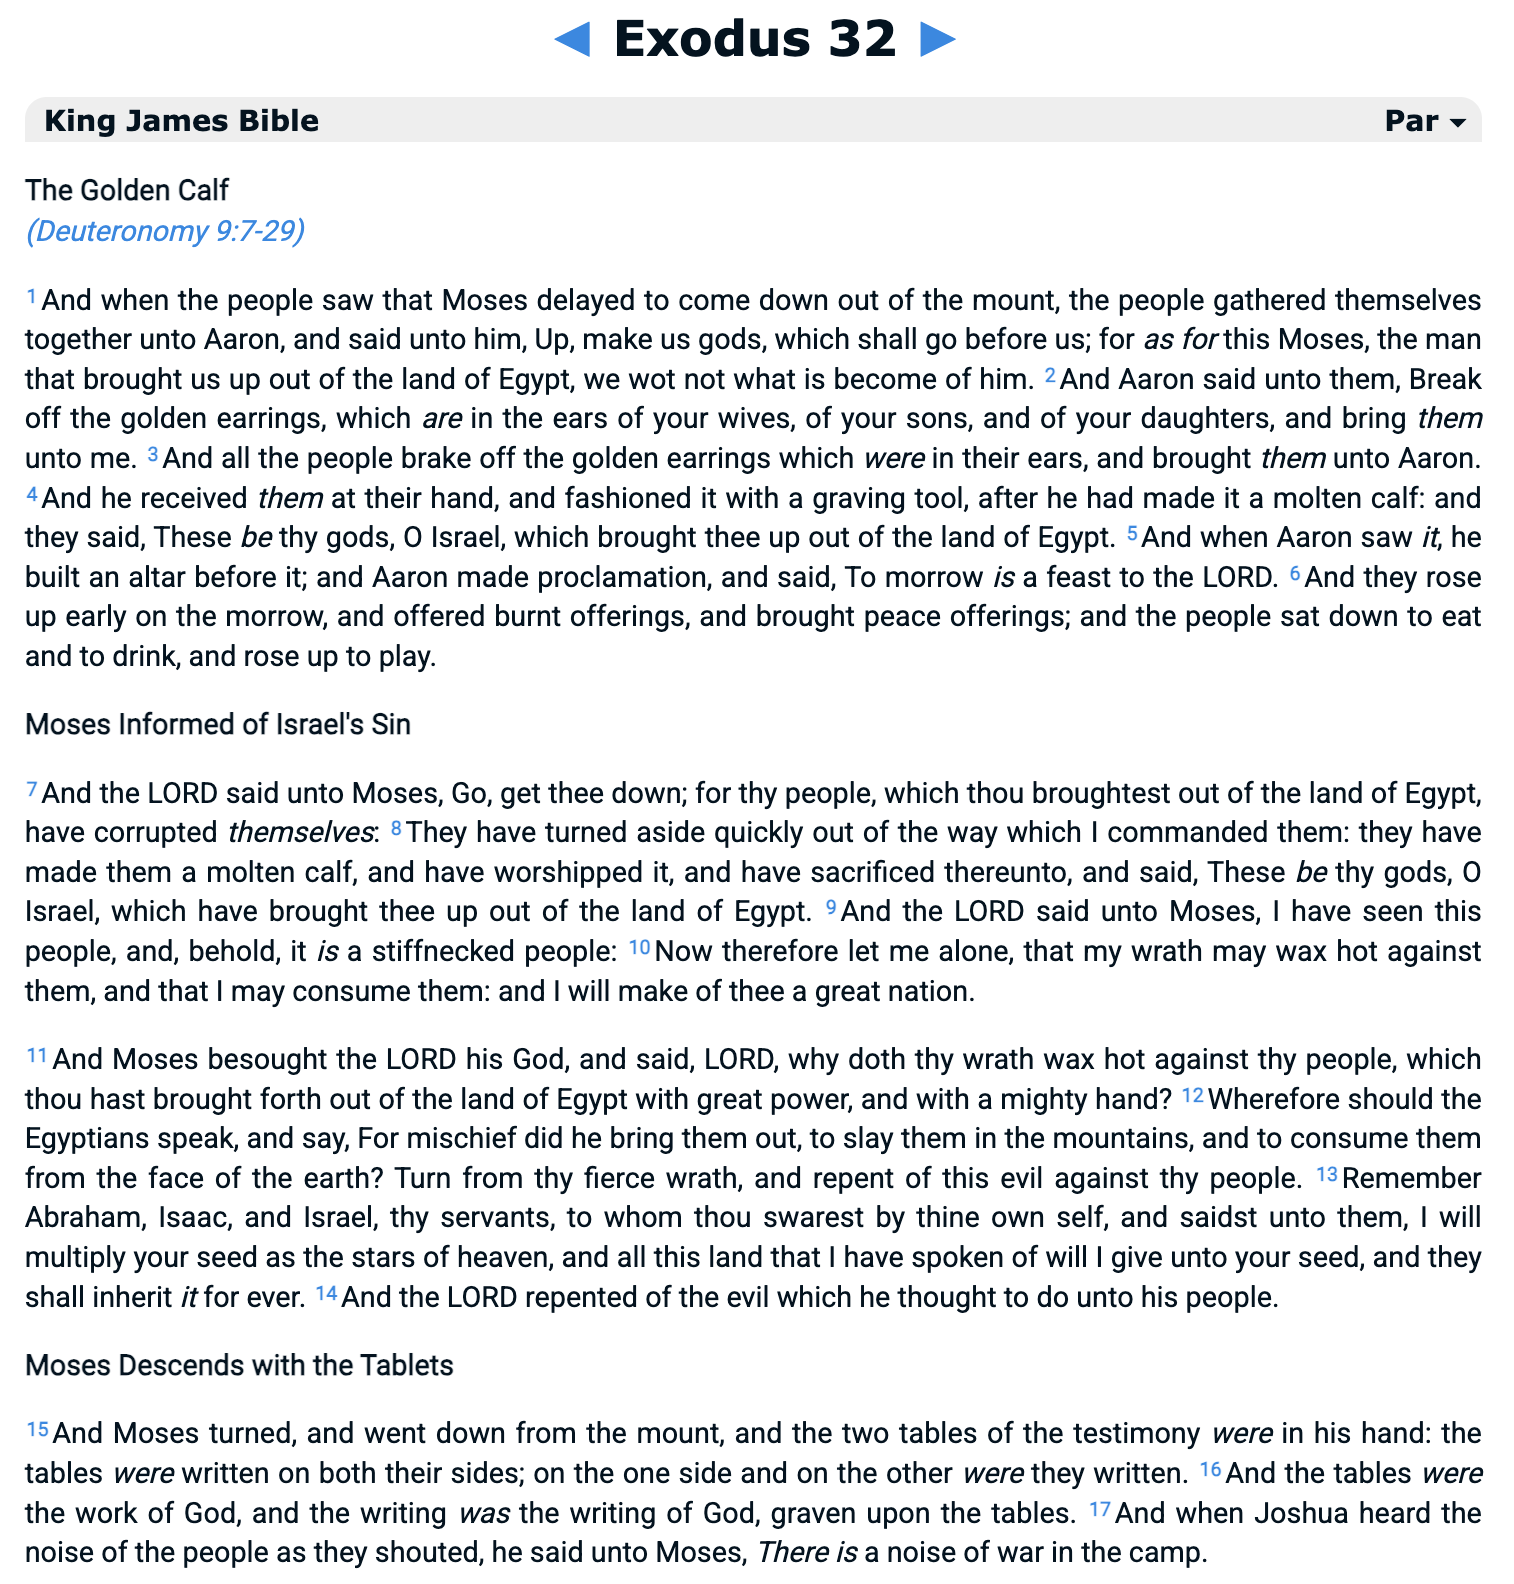 ◀ Exodus 32 ▶
King James Bible Par ▾
The Golden Calf
(Deuteronomy 9:7-29)
1 And when the people saw that Moses delayed to come down out of the mount, the people gathered themselves
together unto Aaron, and said unto him, Up, make us gods, which shall go before us; for as for this Moses, the man
that brought us up out of the land of Egypt, we wot not what is become of him. 2 And Aaron said unto them, Break
off the golden earrings, which are in the ears of your wives, of your sons, and of your daughters, and bring them
unto me. 3 And all the people brake off the golden earrings which were in their ears, and brought them unto Aaron.
4 And he received them at their hand, and fashioned it with a graving tool, after he had made it a molten calf: and
they said, These be thy gods, O Israel, which brought thee up out of the land of Egypt. 5 And when Aaron saw it, he
built an altar before it; and Aaron made proclamation, and said, To morrow is a feast to the LORD. 6 And they rose
up early on the morrow, and offered burnt offerings, and brought peace offerings; and the people sat down to eat
and to drink, and rose up to play.
Moses Informed of Israel's Sin
7 And the LORD said unto Moses, Go, get thee down; for thy people, which thou broughtest out of the land of Egypt,
have corrupted themselves: 8 They have turned aside quickly out of the way which I commanded them: they have
made them a molten calf, and have worshipped it, and have sacrificed thereunto, and said, These be thy gods, O
Israel, which have brought thee up out of the land of Egypt. 9 And the LORD said unto Moses, I have seen this
people, and, behold, it is a stiffnecked people: 10 Now therefore let me alone, that my wrath may wax hot against
them, and that I may consume them: and I will make of thee a great nation.
11 And Moses besought the LORD his God, and said, LORD, why doth thy wrath wax hot against thy people, which
thou hast brought forth out of the land of Egypt with great power, and with a mighty hand? 12 Wherefore should the
Egyptians speak, and say, For mischief did he bring them out, to slay them in the mountains, and to consume them
from the face of the earth? Turn from thy fierce wrath, and repent of this evil against thy people. 13 Remember
Abraham, Isaac, and Israel, thy servants, to whom thou swarest by thine own self, and saidst unto them, I will
multiply your seed as the stars of heaven, and all this land that I have spoken of will I give unto your seed, and they
shall inherit it for ever. 14 And the LORD repented of the evil which he thought to do unto his people.
Moses Descends with the Tablets
15 And Moses turned, and went down from the mount, and the two tables of the testimony were in his hand: the
tables were written on both their sides; on the one side and on the other were they written. 16 And the tables were
the work of God, and the writing was the writing of God, graven upon the tables. 17 And when Joshua heard the
noise of the people as they shouted, he said unto Moses, There is a noise of war in the camp.